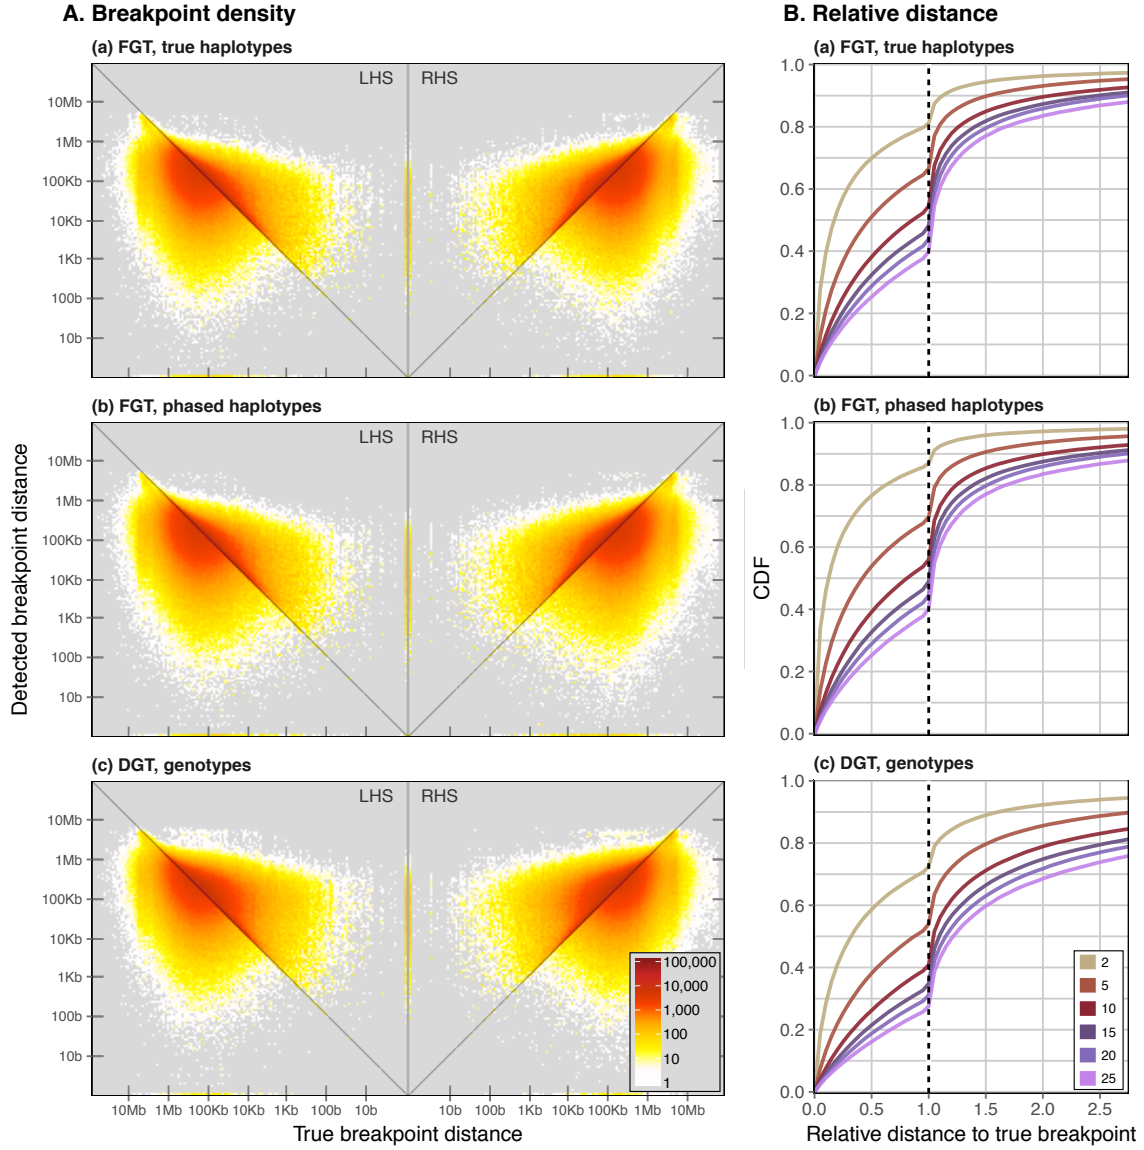 A. Breakpoint density
(a) FGT, true haplotypes
LHS RHS
10Mb
1Mb
100Kb
10Kb
1Kb
100b
10b
(b) FGT, phased haplotypes
LHS RHS
10Mb
1Mb
100Kb
10Kb
1Kb
100b
10b
(c) DGT, genotypes
LHS RHS
10Mb
1Mb
100Kb
10Kb
1Kb
100b
10b
100,000
10,000
1,000
100
10
1
10Mb 1Mb 100Kb 10Kb 1Kb 100b 10b 10b 100b 1Kb 10Kb 100Kb 1Mb 10Mb
True breakpoint distance
Detected breakpoint distance
B. Relative distance
(a) FGT, true haplotypes
1.0
0.8
0.6
0.4
0.2
0.0
(b) FGT, phased haplotypes
1.0
0.8
0.6
0.4
0.2
0.0
(c) DGT, genotypes
1.0
0.8
0.6
0.4
0.2
0.0
2
5
10
15
20
25
0.0 0.5 1.0 1.5 2.0 2.5
Relative distance to true breakpoint
CDF